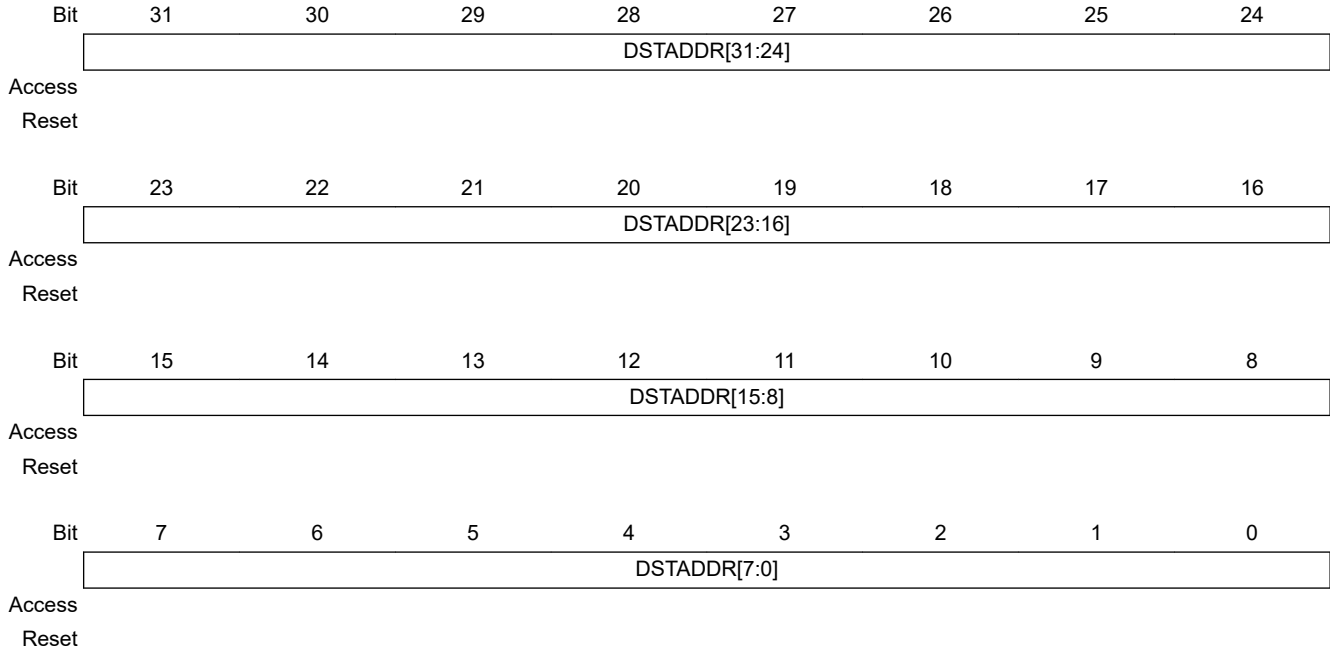 Bit 31 30 29 28 27 26 25 24
DSTADDR[31:24]
Access
Reset
Bit 23 22 21 20 19 18 17 16
DSTADDR[23:16]
Access
Reset
Bit 15 14 13 12 11 10 9 8
DSTADDR[15:8]
Access
Reset
Bit 7 6 5 4 3 2 1 0
DSTADDR[7:0]
Access
Reset